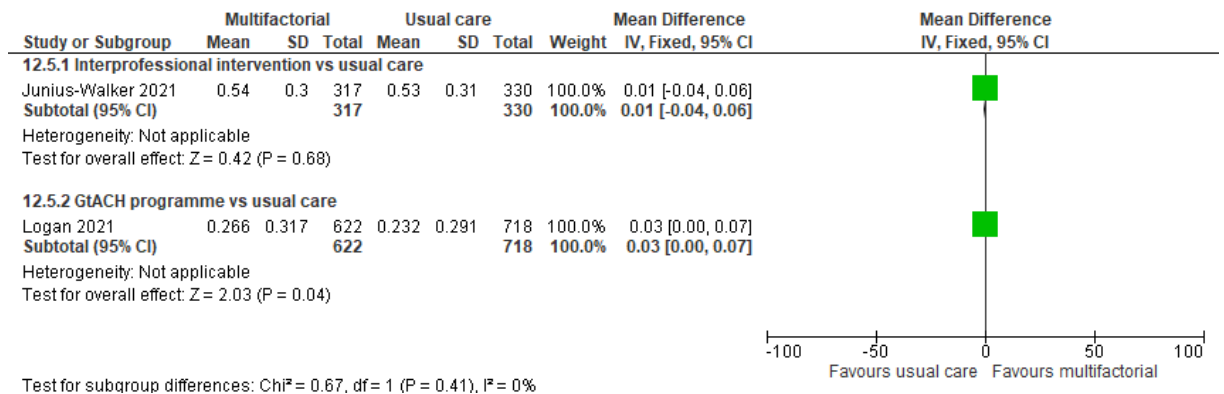 Multifactorial Usual care Mean Difference Mean Difference
Study or Subgroup Mean SD Total Mean SD Total Weight IV, Fixed, 95% CI IV, Fixed, 95% CI
12.5.1 Interprofessional intervention vs usual care
Junius-Walker 2021 0.54 0.3 317 0.53 0.31 330 100.0% 0.01 [-0.04, 0.06]
Subtotal (95% CI) 317 330 100.0% 0.01 [-0.04, 0.06]
Heterogeneity: Not applicable
Test for overall effect: Z = 0.42 (P = 0.68)
12.5.2 GtACH programme vs usual care
Logan 2021 0.266 0.317 622 0.232 0.291 718 100.0% 0.03 [0.00, 0.07]
Subtotal (95% CI) 622 718 100.0% 0.03 [0.00, 0.07]
Heterogeneity: Not applicable
Test for overall effect: Z = 2.03 (P = 0.04)
-100 -50 0 50 100
Favours usual care Favours multifactorial
Test for subgroup differences: Chi² = 0.67, df = 1 (P = 0.41), I² = 0%